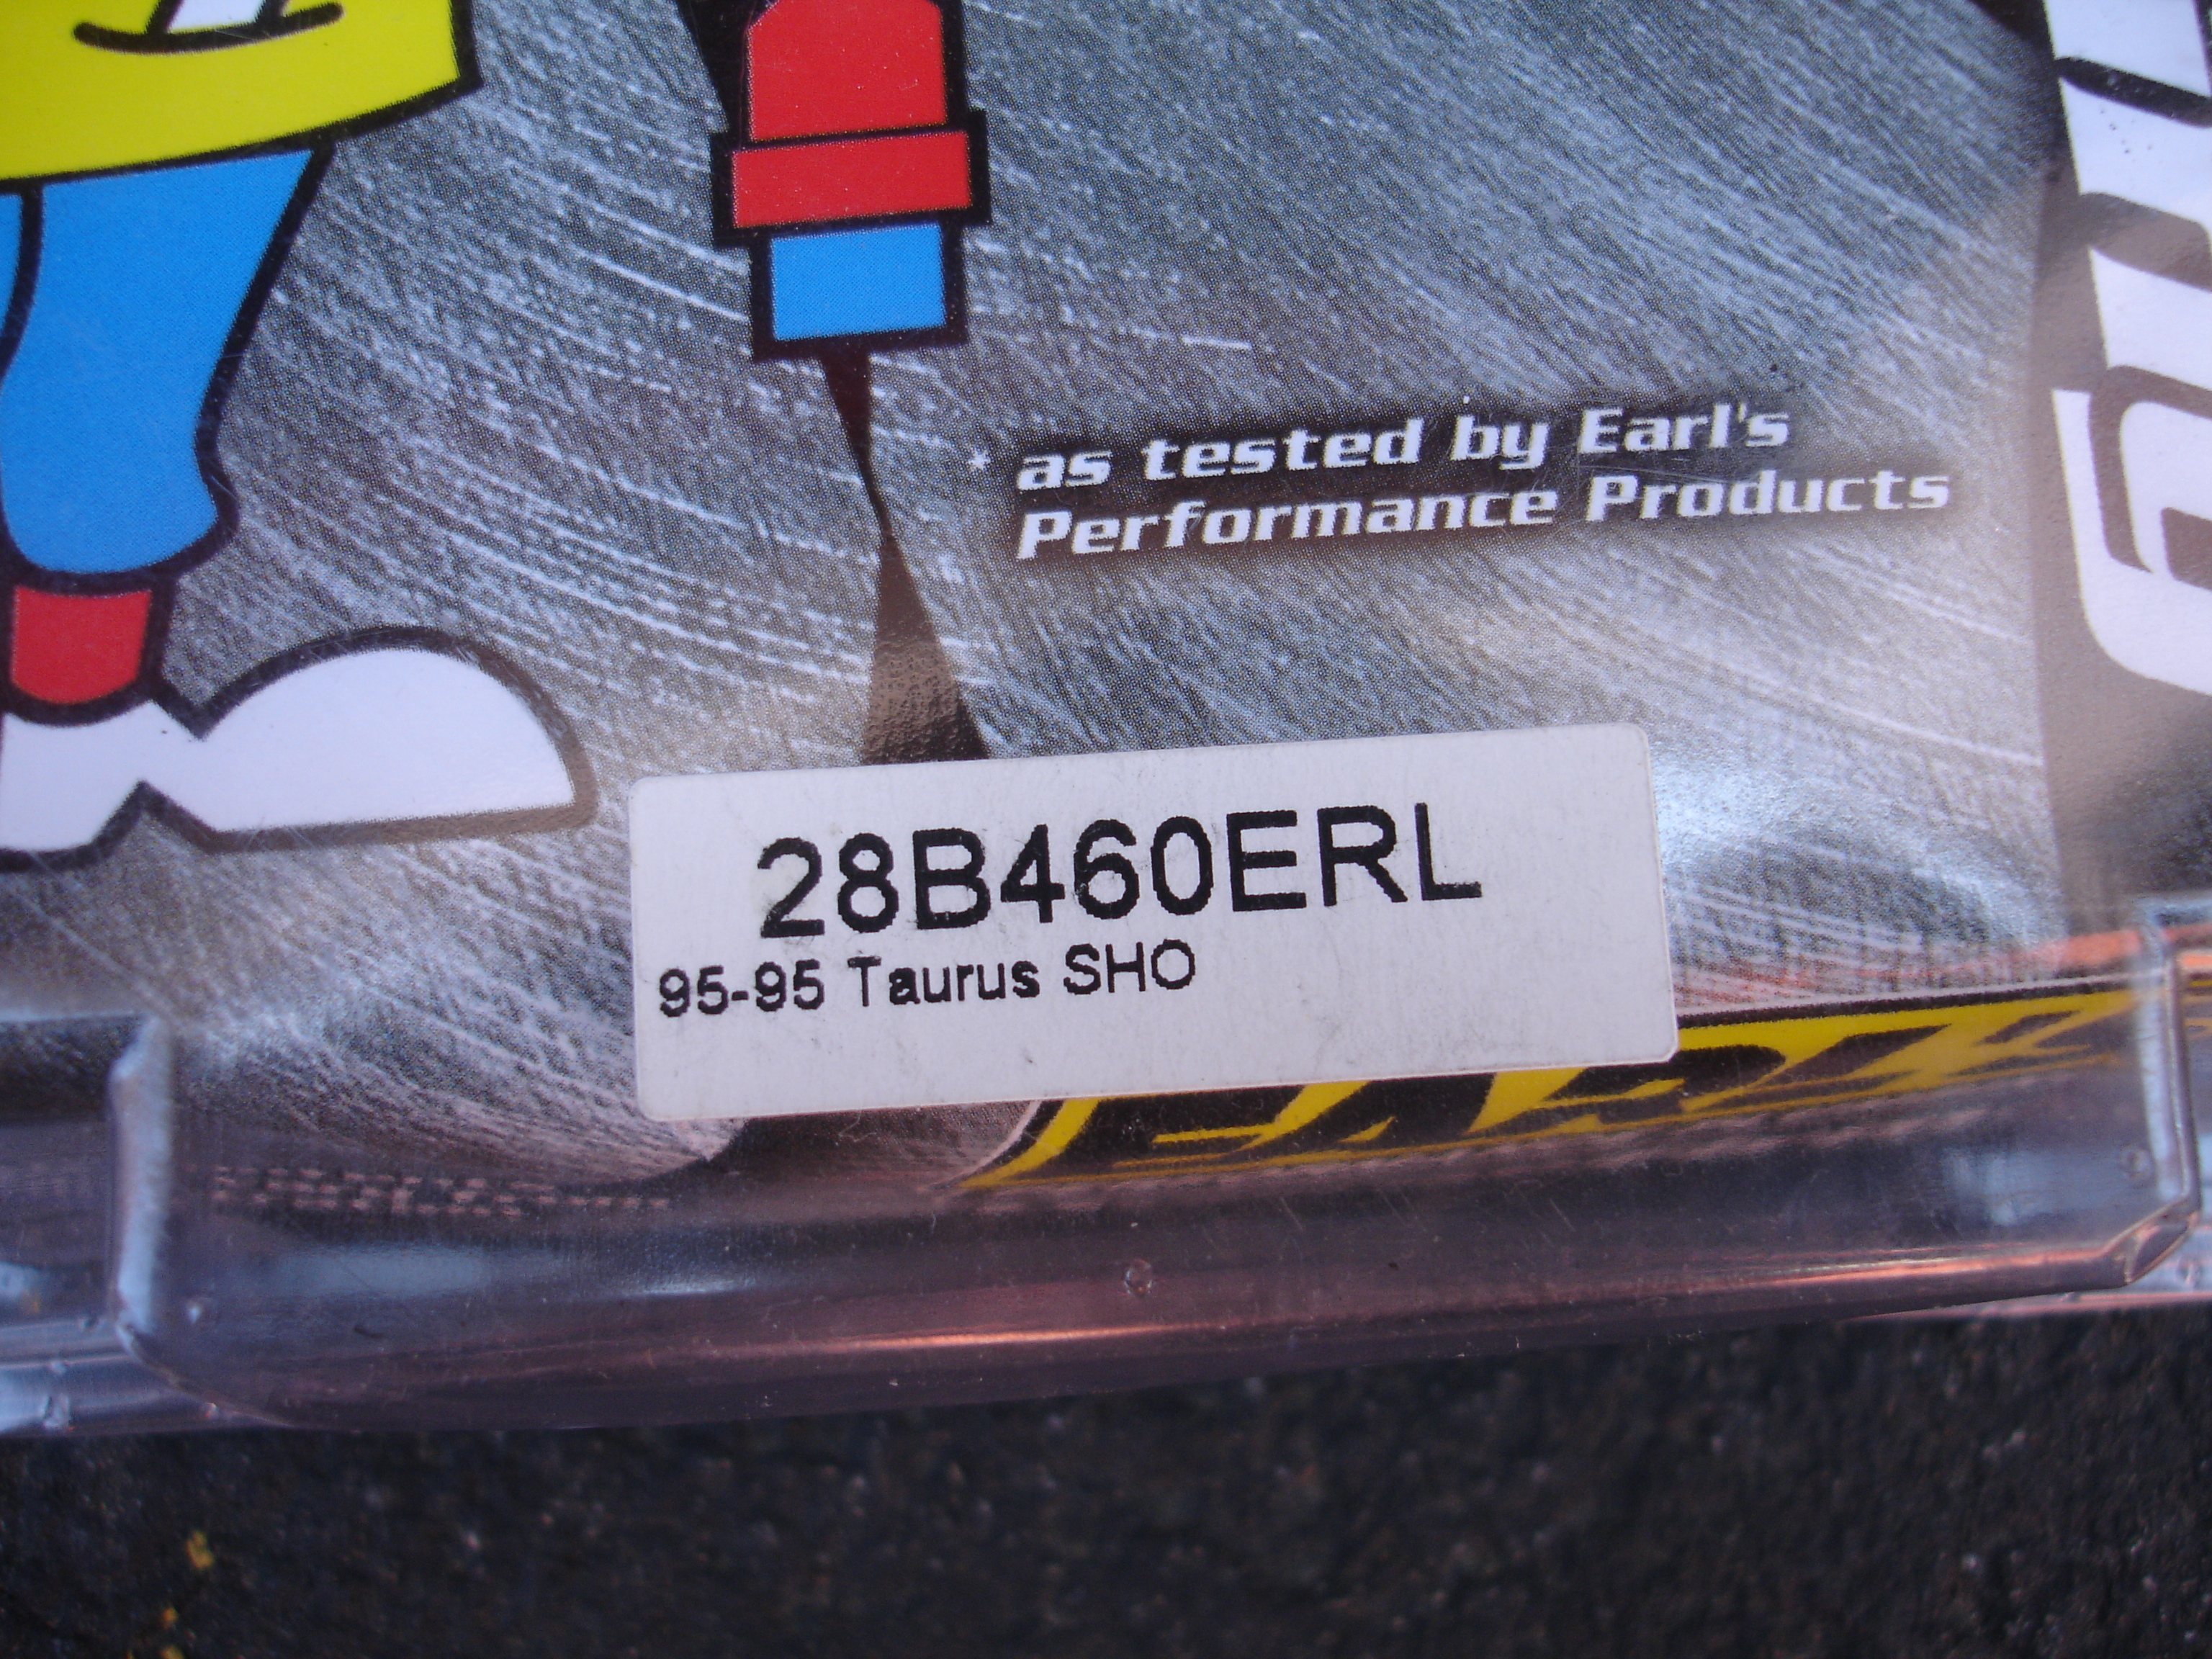 * as tested by Earl's
Performance Products
28B460ERL
95-95 Taurus SHO